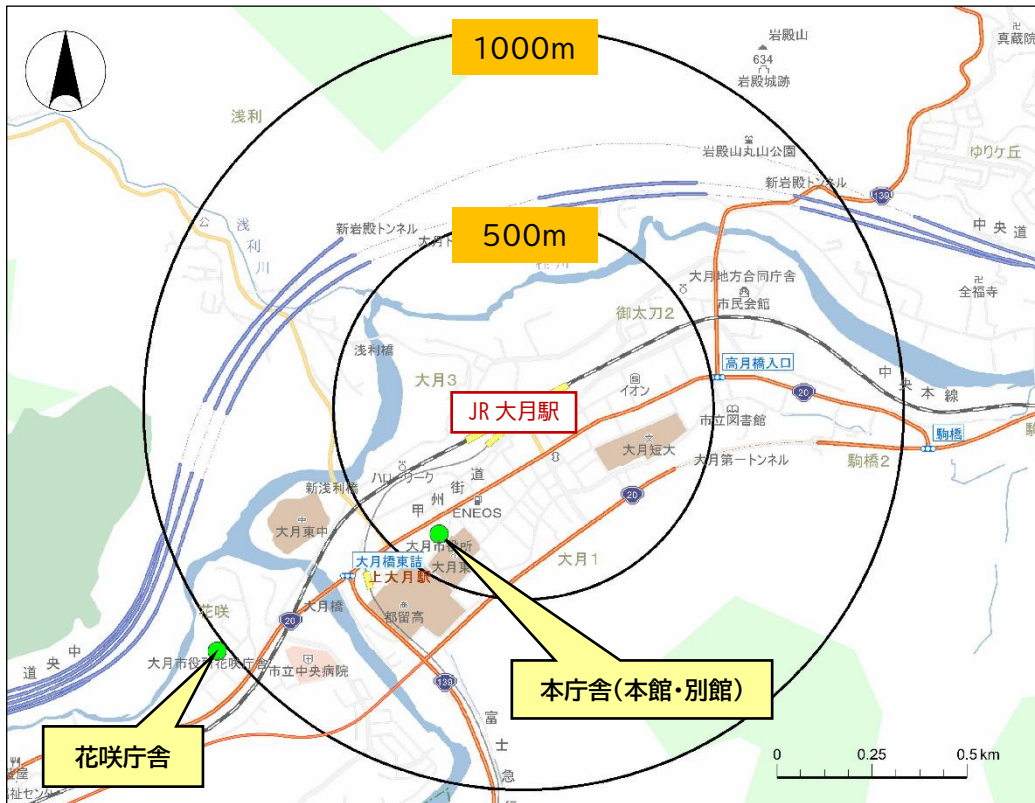 1000m
岩殿山
634
岩殿城跡
卍
真蔵院
浅利
岩殿山丸山公園
ゆりケ丘
新岩殿トンネル
139
公
浅
利
川
新岩殿トンネル
500m
中央道
卍
全福寺
大月地方合同庁舎
市民会館
御太刀2
浅利橋
大月3
イオン
高月橋入口
20
中央本線
JR 大月駅
市立図書館
駒橋
大月短大
大月第一トンネル
駒橋2
ハローワーク
甲州街道
新浅利橋
ENEOS
20
大月東中
大月市役所
大月橋東詰
大月東
大月1
上大月駅
花咲
大月橋
都留高
20
中央道
大月市役所花咲庁舎
市立中央病院
139
本庁舎(本館・別館)
花咲庁舎
富士急行
0
0.25
0.5 km
福祉セン